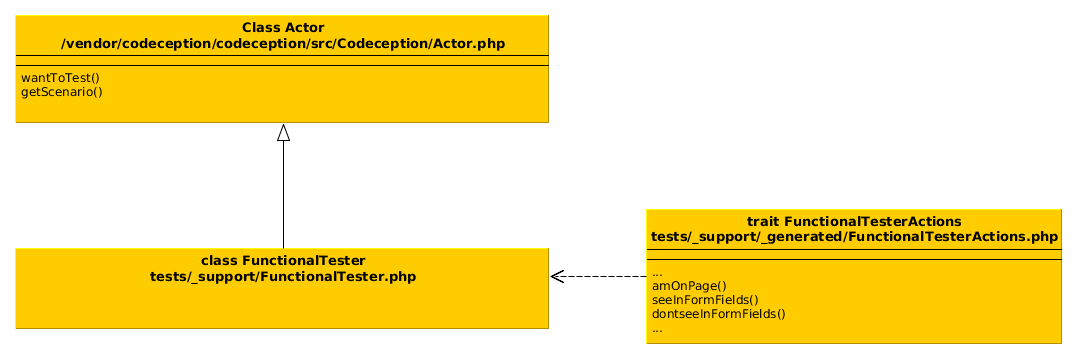 Class Actor
/vendor/codeception/codeception/src/Codeception/Actor.php
wantToTest()
getScenario()
class FunctionalTester
tests/_support/FunctionalTester.php
trait FunctionalTesterActions
tests/_support/_generated/FunctionalTesterActions.php
...
amOnPage()
seeInFormFields()
dontseeInFormFields()
...